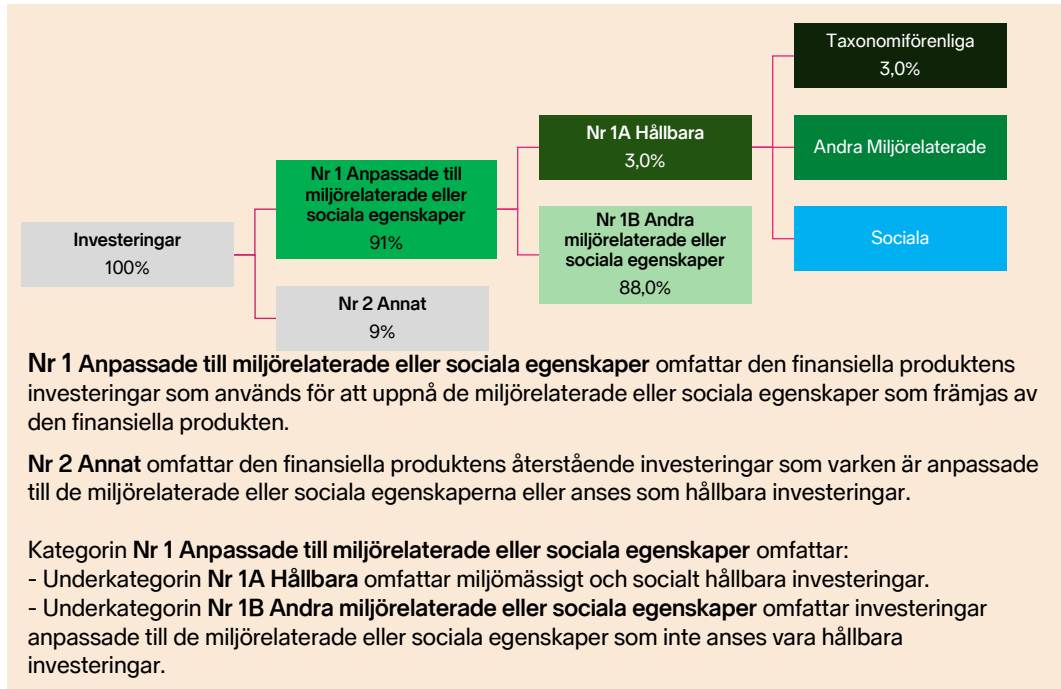 Taxonomiförenliga
3,0%
Nr 1A Hållbara
3,0%
Andra Miljörelaterade
Nr 1 Anpassade till
miljörelaterade eller
sociala egenskaper
91%
Nr 1B Andra
miljörelaterade eller
sociala egenskaper
88,0%
Sociala
Investeringar
100%
Nr 2 Annat
9%
Nr 1 Anpassade till miljörelaterade eller sociala egenskaper omfattar den finansiella produktens
investeringar som används för att uppnå de miljörelaterade eller sociala egenskaper som främjas av
den finansiella produkten.
Nr 2 Annat omfattar den finansiella produktens återstående investeringar som varken är anpassade
till de miljörelaterade eller sociala egenskaperna eller anses som hållbara investeringar.
Kategorin Nr 1 Anpassade till miljörelaterade eller sociala egenskaper omfattar:
- Underkategorin Nr 1A Hållbara omfattar miljömässigt och socialt hållbara investeringar.
- Underkategorin Nr 1B Andra miljörelaterade eller sociala egenskaper omfattar investeringar
anpassade till de miljörelaterade eller sociala egenskaper som inte anses vara hållbara
investeringar.